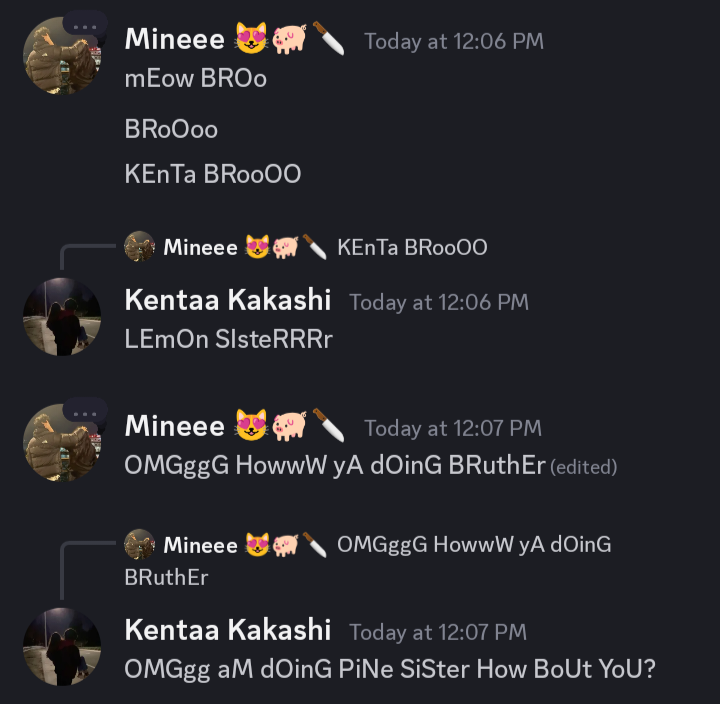 Mineee 😻🐖🔪 Today at 12:06 PM
mEow BROo
BRoOoo
KEnTa BRooOO
Mineee 😻🐖🔪 KEnTa BRooOO
Kentaa Kakashi Today at 12:06 PM
LEmOn SIsteRRRr
Mineee 😻🐖🔪 Today at 12:07 PM
OMGggG HowwW yA dOinG BRuthEr (edited)
Mineee 😻🐖🔪 OMGggG HowwW yA dOinG
BRuthEr
Kentaa Kakashi Today at 12:07 PM
OMGgg aM dOinG PiNe SiSter How BoUt YoU?